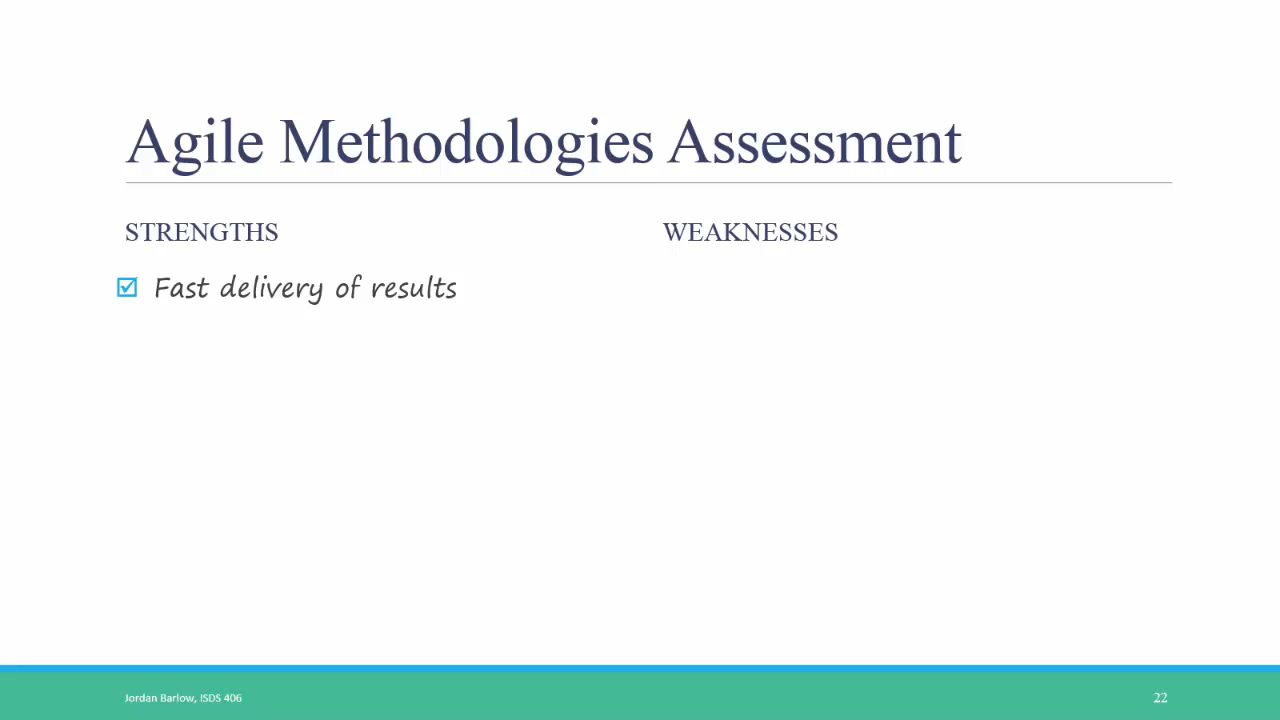 Agile Methodologies Assessment
STRENGTHS
WEAKNESSES
Fast delivery of results
Jordan Barlow, ISDS 406
22